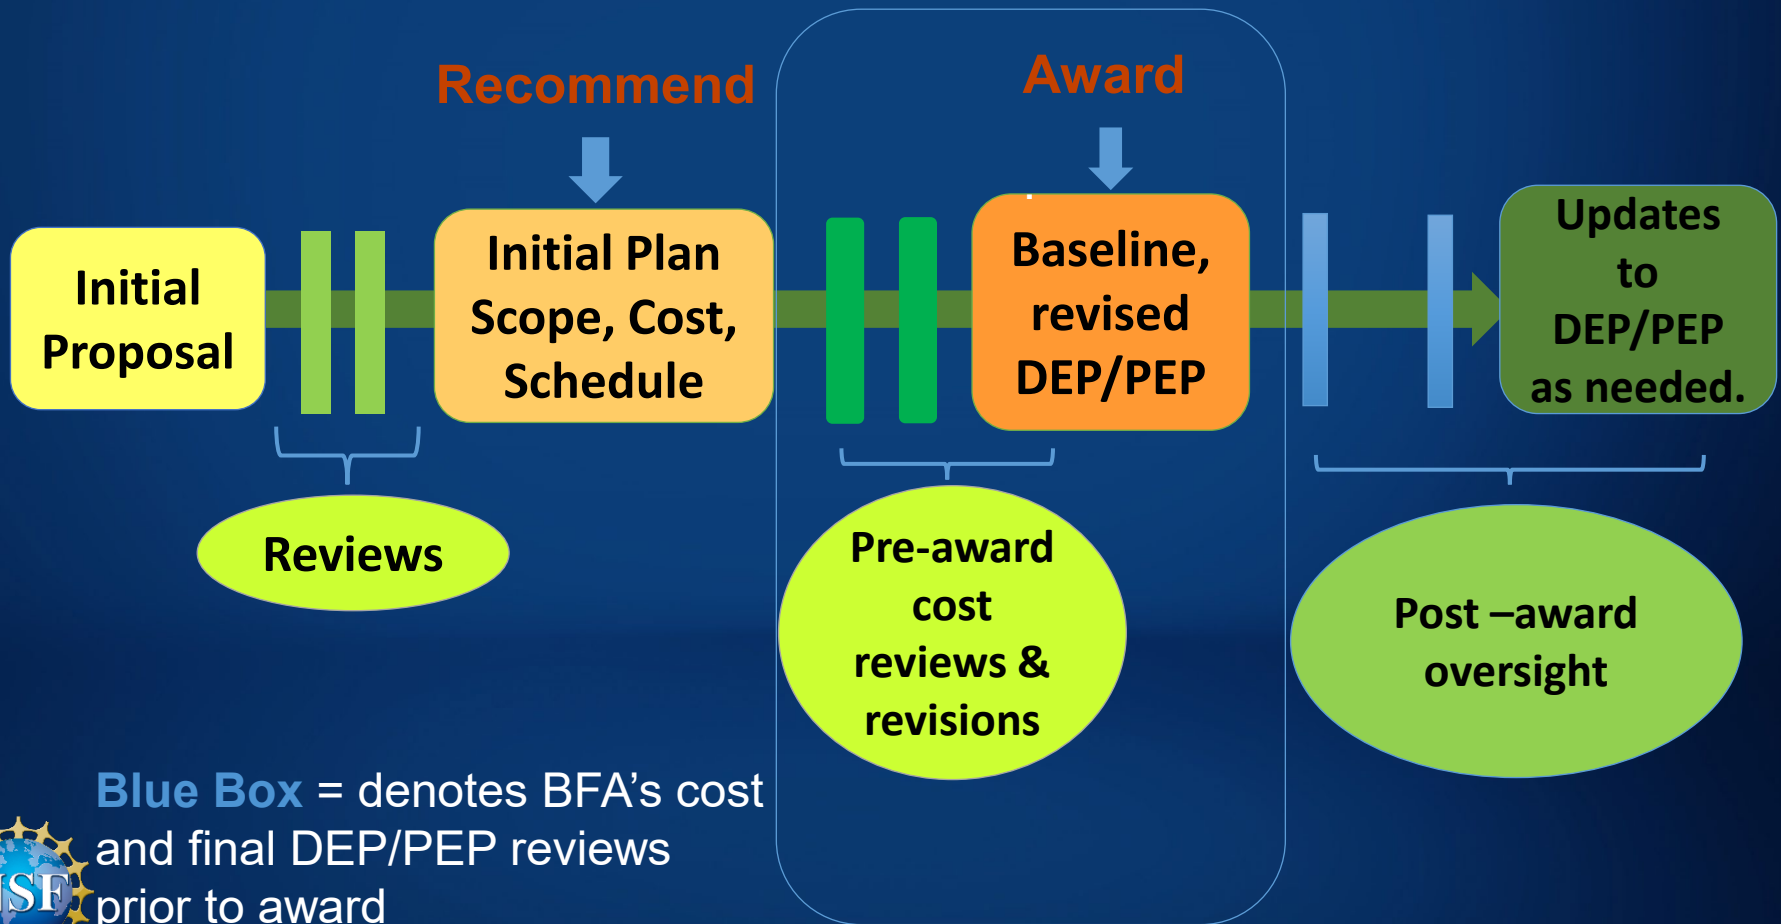 Recommend
Award
Initial
Proposal
Initial Plan
Scope, Cost,
Schedule
Baseline,
revised
DEP/PEP
Updates
to
DEP/PEP
as needed.
Reviews
Pre-award
cost
reviews &
revisions
Post –award
oversight
Blue Box = denotes BFA’s cost
and final DEP/PEP reviews
prior to award
NSF